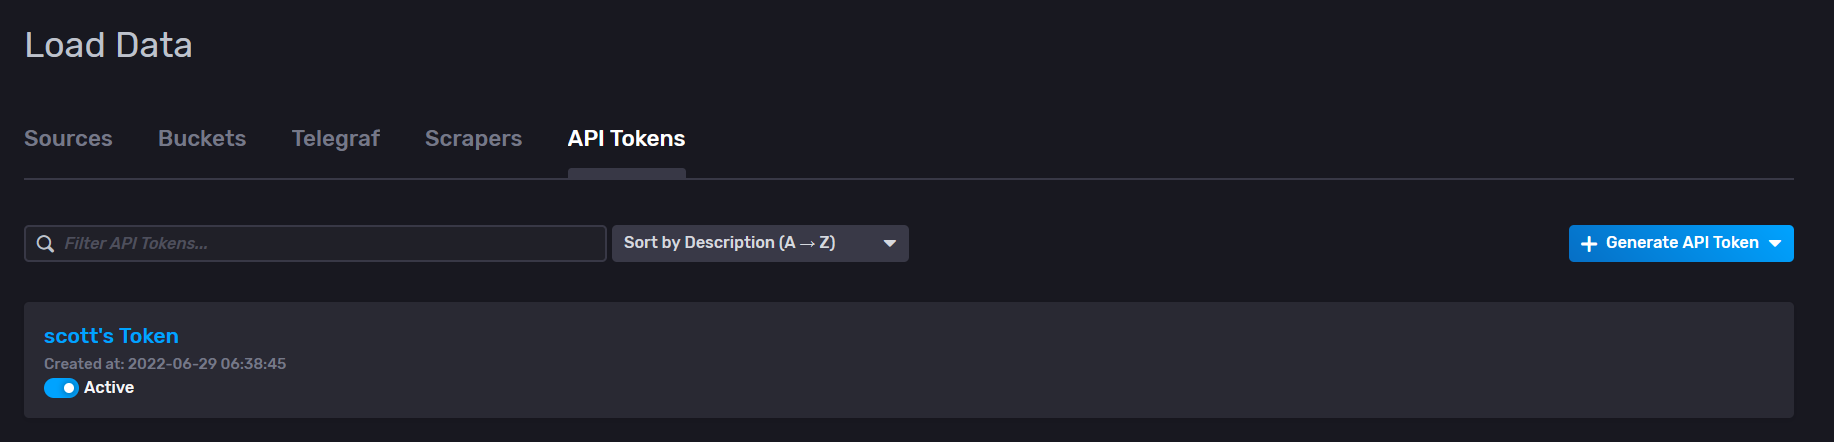 Load Data
Sources Buckets Telegraf Scrapers API Tokens
Filter API Tokens... Sort by Description (A → Z) Generate API Token
scott's Token
Created at: 2022-06-29 06:38:45
Active